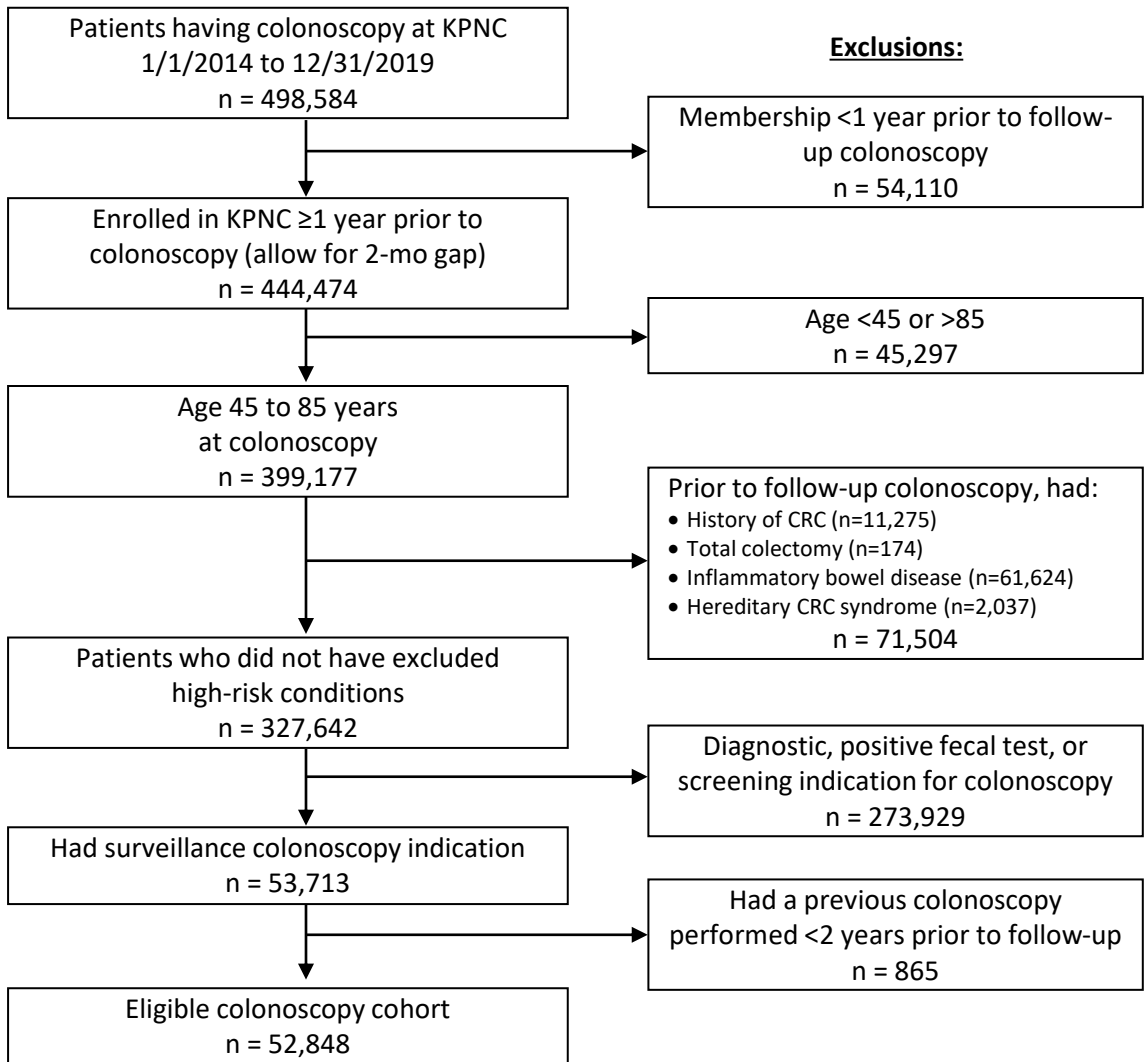 Patients having colonoscopy at KPNC
1/1/2014 to 12/31/2019
n = 498,584
Exclusions:
Membership <1 year prior to follow-
up colonoscopy
n = 54,110
Enrolled in KPNC ≥1 year prior to
colonoscopy (allow for 2-mo gap)
n = 444,474
Age <45 or >85
n = 45,297
Age 45 to 85 years
at colonoscopy
n = 399,177
Prior to follow-up colonoscopy, had:
• History of CRC (n=11,275)
• Total colectomy (n=174)
• Inflammatory bowel disease (n=61,624)
• Hereditary CRC syndrome (n=2,037)
n = 71,504
Patients who did not have excluded
high-risk conditions
n = 327,642
Diagnostic, positive fecal test, or
screening indication for colonoscopy
n = 273,929
Had surveillance colonoscopy indication
n = 53,713
Had a previous colonoscopy
performed <2 years prior to follow-up
n = 865
Eligible colonoscopy cohort
n = 52,848